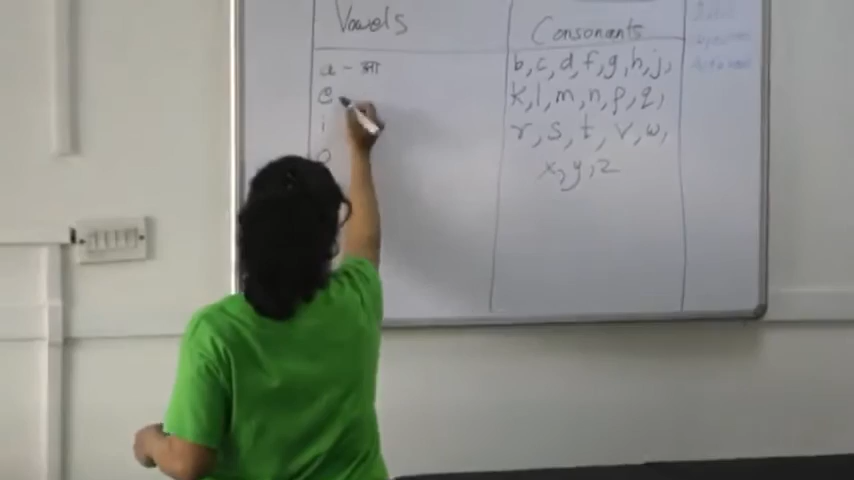 Vowels
Consonants
a - आ
b, c, d, f, g, h, j,
e
k, l, m, n, p, q,
i
r, s, t, v, w,
o
x, y, z